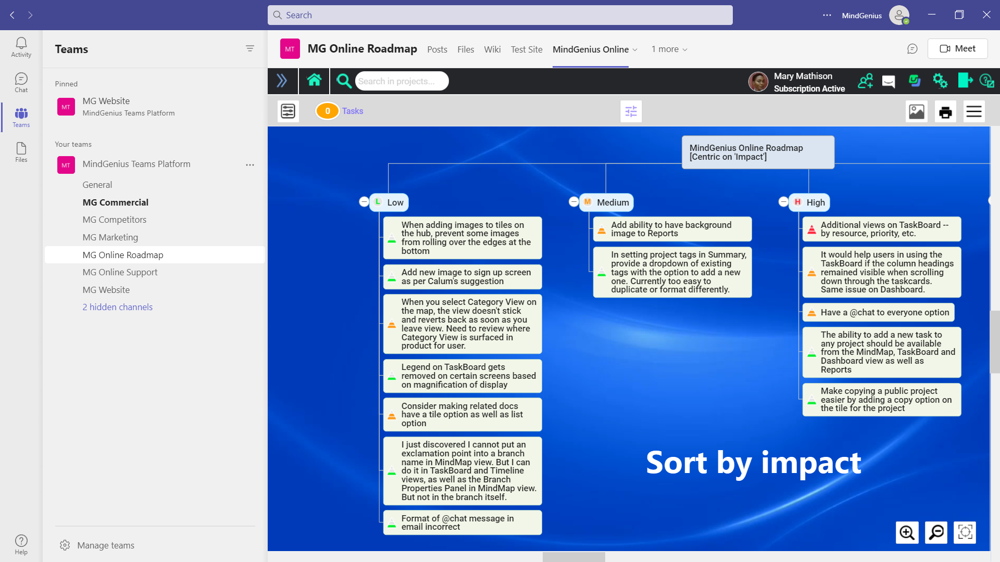 Search
MindGenius
Activity
Chat
Teams
Files
Help
Teams
Pinned
MT
MG Website
MindGenius Teams Platform
Your teams
MT
MindGenius Teams Platform
General
MG Commercial
MG Competitors
MG Marketing
MG Online Roadmap
MG Online Support
MG Website
2 hidden channels
Manage teams
MT
MG Online Roadmap
Posts
Files
Wiki
Test Site
MindGenius Online
1 more
Meet
Search in projects...
Mary Mathison
Subscription Active
0
Tasks
MindGenius Online Roadmap
[Centric on 'Impact']
L
Low
When adding images to tiles on
the hub, prevent some images
from rolling over the edges at the
bottom
Add new image to sign up screen
as per Calum's suggestion
When you select Category View on
the map, the view doesn't stick
and reverts back as soon as you
leave view. Need to review where
Category View is surfaced in
product for user.
Legend on TaskBoard gets
removed on certain screens based
on magnification of display
Consider making related docs
have a tile option as well as list
option
I just discovered I cannot put an
exclamation point into a branch
name in MindMap view. But I can
do it in TaskBoard and Timeline
views, as well as the Branch
Properties Panel in MindMap view.
But not in the branch itself.
Format of @chat message in
email incorrect
M
Medium
Add ability to have background
image to Reports
In setting project tags in Summary,
provide a dropdown of existing
tags with the option to add a new
one. Currently too easy to
duplicate or format differently.
H
High
Additional views on TaskBoard --
by resource, priority, etc.
It would help users in using the
TaskBoard if the column headings
remained visible when scrolling
down through the taskcards.
Same issue on Dashboard.
Have a @chat to everyone option
The ability to add a new task to
any project should be available
from the MindMap, TaskBoard and
Dashboard view as well as
Reports
Make copying a public project
easier by adding a copy option on
the tile for the project
Sort by impact